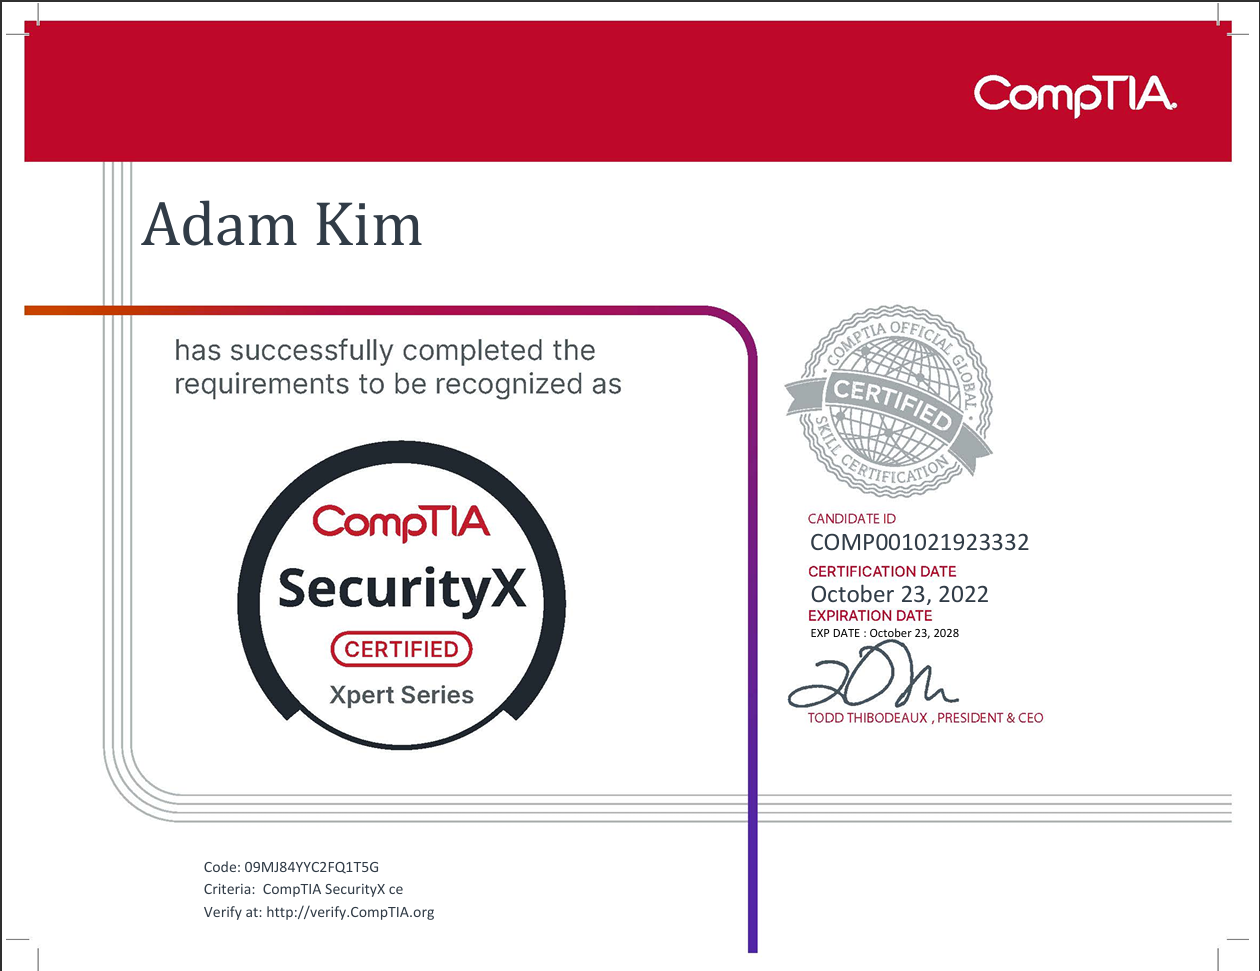 CompTIA.
Adam Kim
has successfully completed the
requirements to be recognized as
CompTIA
SecurityX
CERTIFIED
Xpert Series
COMPTIA OFFICIAL GLOBAL
CERTIFIED
SKILL CERTIFICATION
CANDIDATE ID
COMP001021923332
CERTIFICATION DATE
October 23, 2022
EXPIRATION DATE
EXP DATE : October 23, 2028
TODD THIBODEAUX , PRESIDENT & CEO
Code: 09MJ84YYC2FQ1T5G
Criteria:  CompTIA SecurityX ce
Verify at: http://verify.CompTIA.org